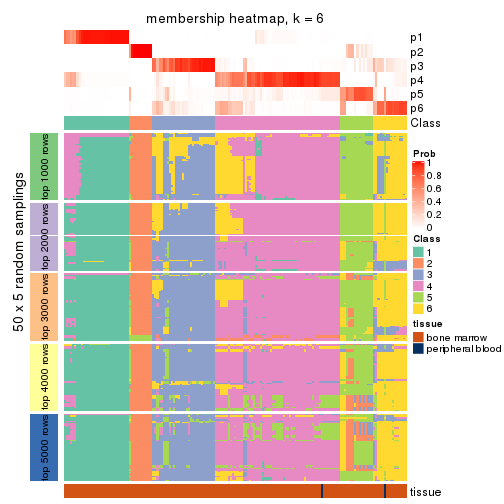 membership heatmap, k = 6
p1
p2
p3
p4
p5
p6
Class
50 x 5 random samplings
top 1000 rows
top 2000 rows
top 3000 rows
top 4000 rows
top 5000 rows
Prob
1
0.8
0.6
0.4
0.2
0
Class
1
2
3
4
5
6
tissue
bone marrow
peripheral blood
tissue